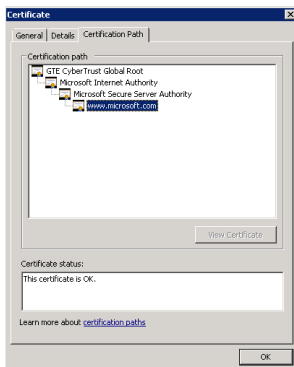 Certificate
General Details Certification Path
Certification path
GTE CyberTrust Global Root
Microsoft Internet Authority
Microsoft Secure Server Authority
www.microsoft.com
View Certificate
Certificate status:
This certificate is OK.
Learn more about certification paths
OK